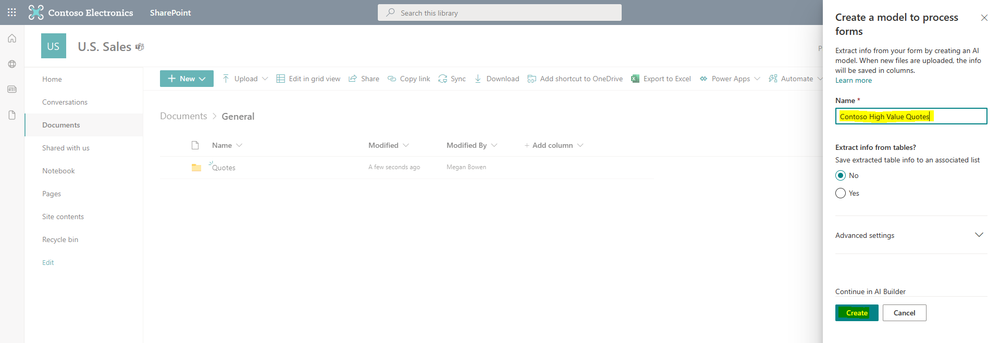 Contoso Electronics
SharePoint
Search this library
US
U.S. Sales
P
Home
Conversations
Documents
Shared with us
Notebook
Pages
Site contents
Recycle bin
Edit
New
Upload
Edit in grid view
Share
Copy link
Sync
Download
Add shortcut to OneDrive
Export to Excel
Power Apps
Automate
Documents > General
Name
Modified
Modified By
+ Add column
Quotes
A few seconds ago
Megan Bowen
Create a model to process
forms
Extract info from your form by creating an AI
model. When new files are uploaded, the info
will be saved in columns.
Learn more
Name *
Contoso High Value Quotes
Extract info from tables?
Save extracted table info to an associated list
No
Yes
Advanced settings
Continue in AI Builder
Create
Cancel